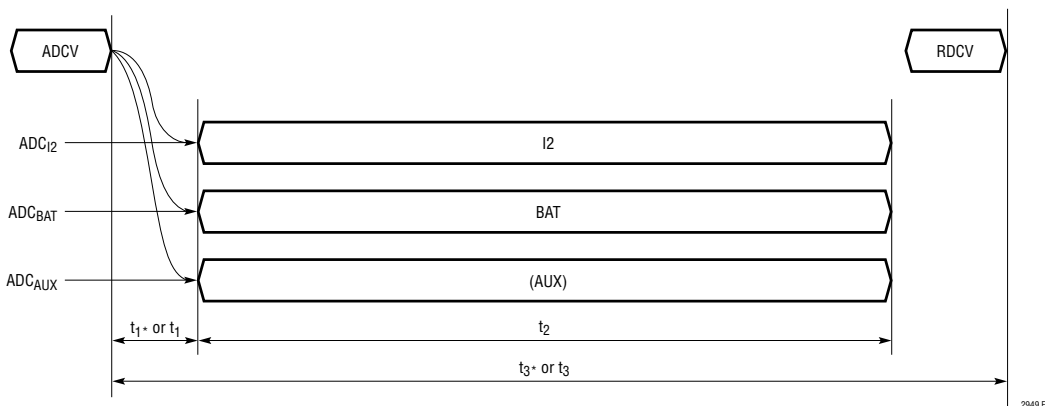 ADCV
RDCV
ADCI2
I2
ADCBAT
BAT
ADCAUX
(AUX)
t1* or t1
t2
t3* or t3